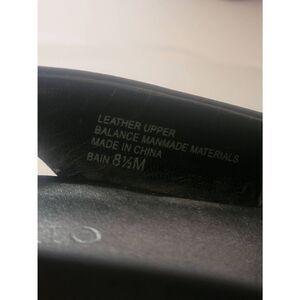 LEATHER UPPER
BALANCE MANMADE MATERIALS
MADE IN CHINA
BAIN 8½M